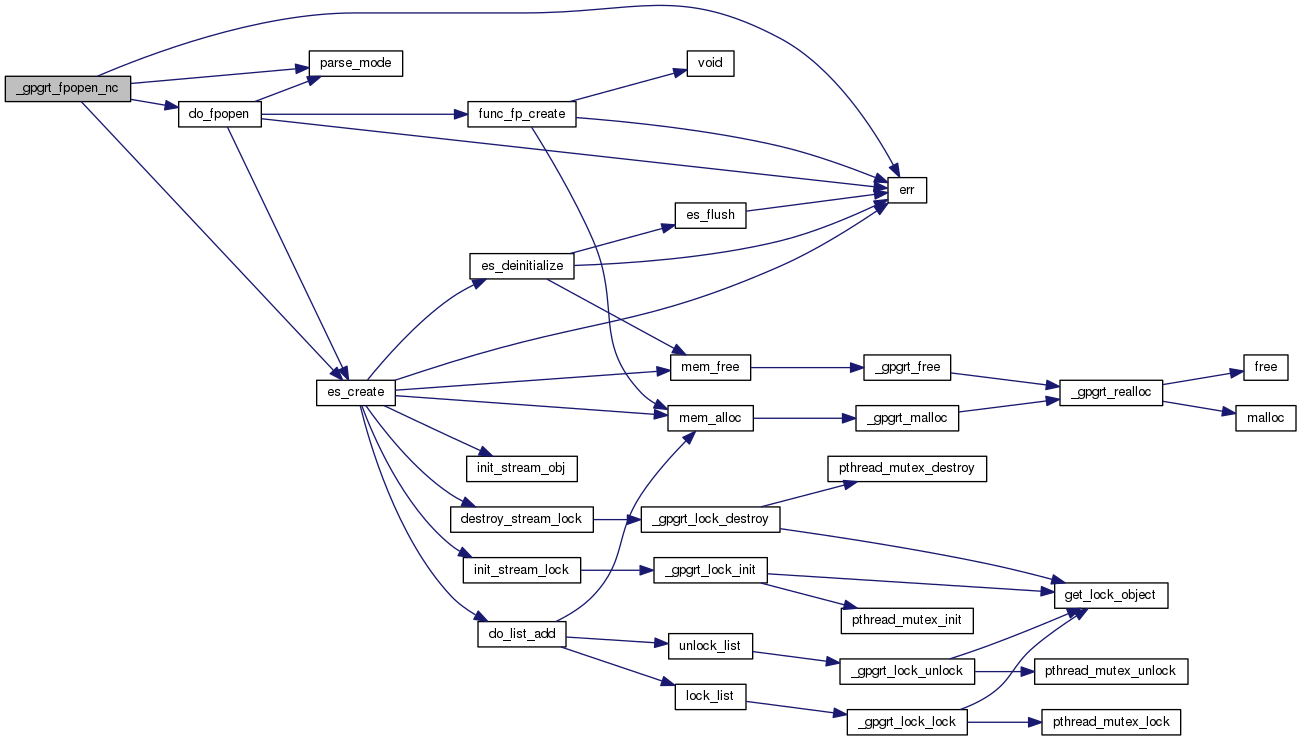 _gpgrt_fpopen_nc
parse_mode
do_fpopen
void
func_fp_create
err
es_flush
es_deinitialize
mem_free
_gpgrt_free
free
_gpgrt_realloc
es_create
mem_alloc
_gpgrt_malloc
malloc
init_stream_obj
pthread_mutex_destroy
destroy_stream_lock
_gpgrt_lock_destroy
init_stream_lock
_gpgrt_lock_init
get_lock_object
pthread_mutex_init
do_list_add
unlock_list
_gpgrt_lock_unlock
pthread_mutex_unlock
lock_list
_gpgrt_lock_lock
pthread_mutex_lock